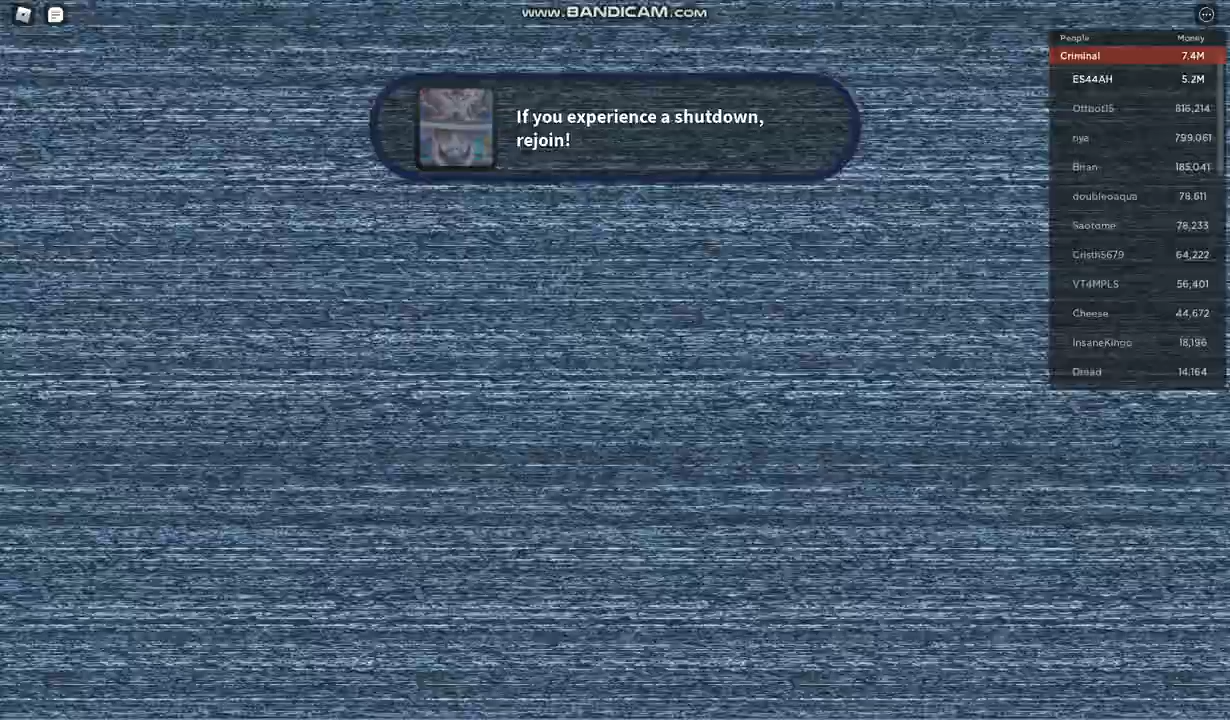 www.BANDICAM.com
People Money
Criminal 7.4M
ES44AH 5.2M
Ottbot15 816,214
nya 799,061
Brian 185,041
doubleoaqua 78,611
Saotome 78,233
Cristh5679 64,222
VT4MPLS 56,401
Cheese 44,672
InsaneKingo 18,196
Dread 14,164
If you experience a shutdown,
rejoin!